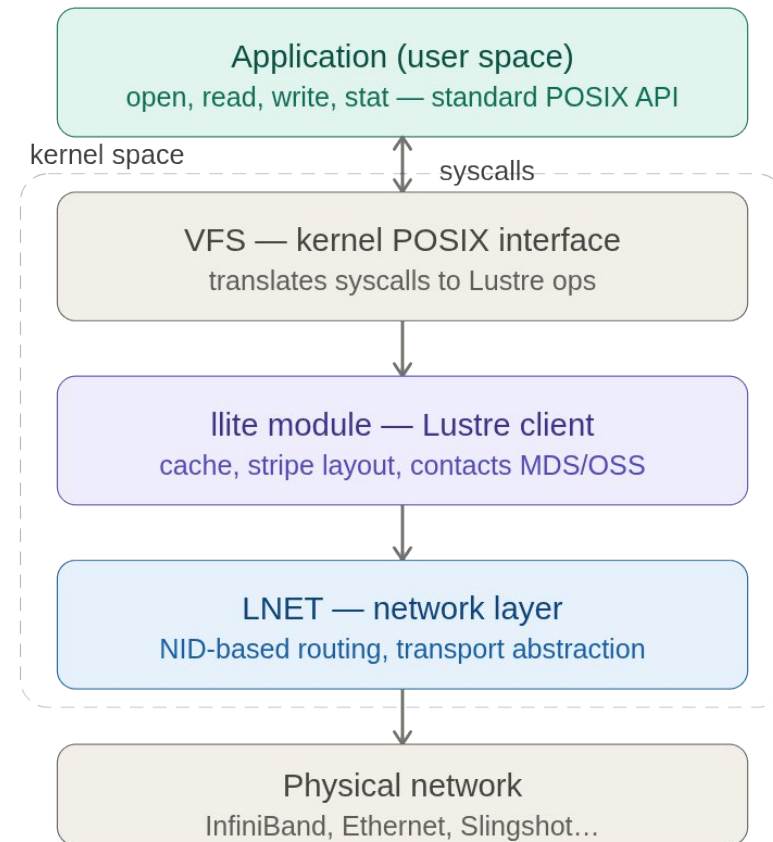 Application (user space)
open, read, write, stat — standard POSIX API
kernel space
syscalls
VFS — kernel POSIX interface
translates syscalls to Lustre ops
llite module — Lustre client
cache, stripe layout, contacts MDS/OSS
LNET — network layer
NID-based routing, transport abstraction
Physical network
InfiniBand, Ethernet, Slingshot…